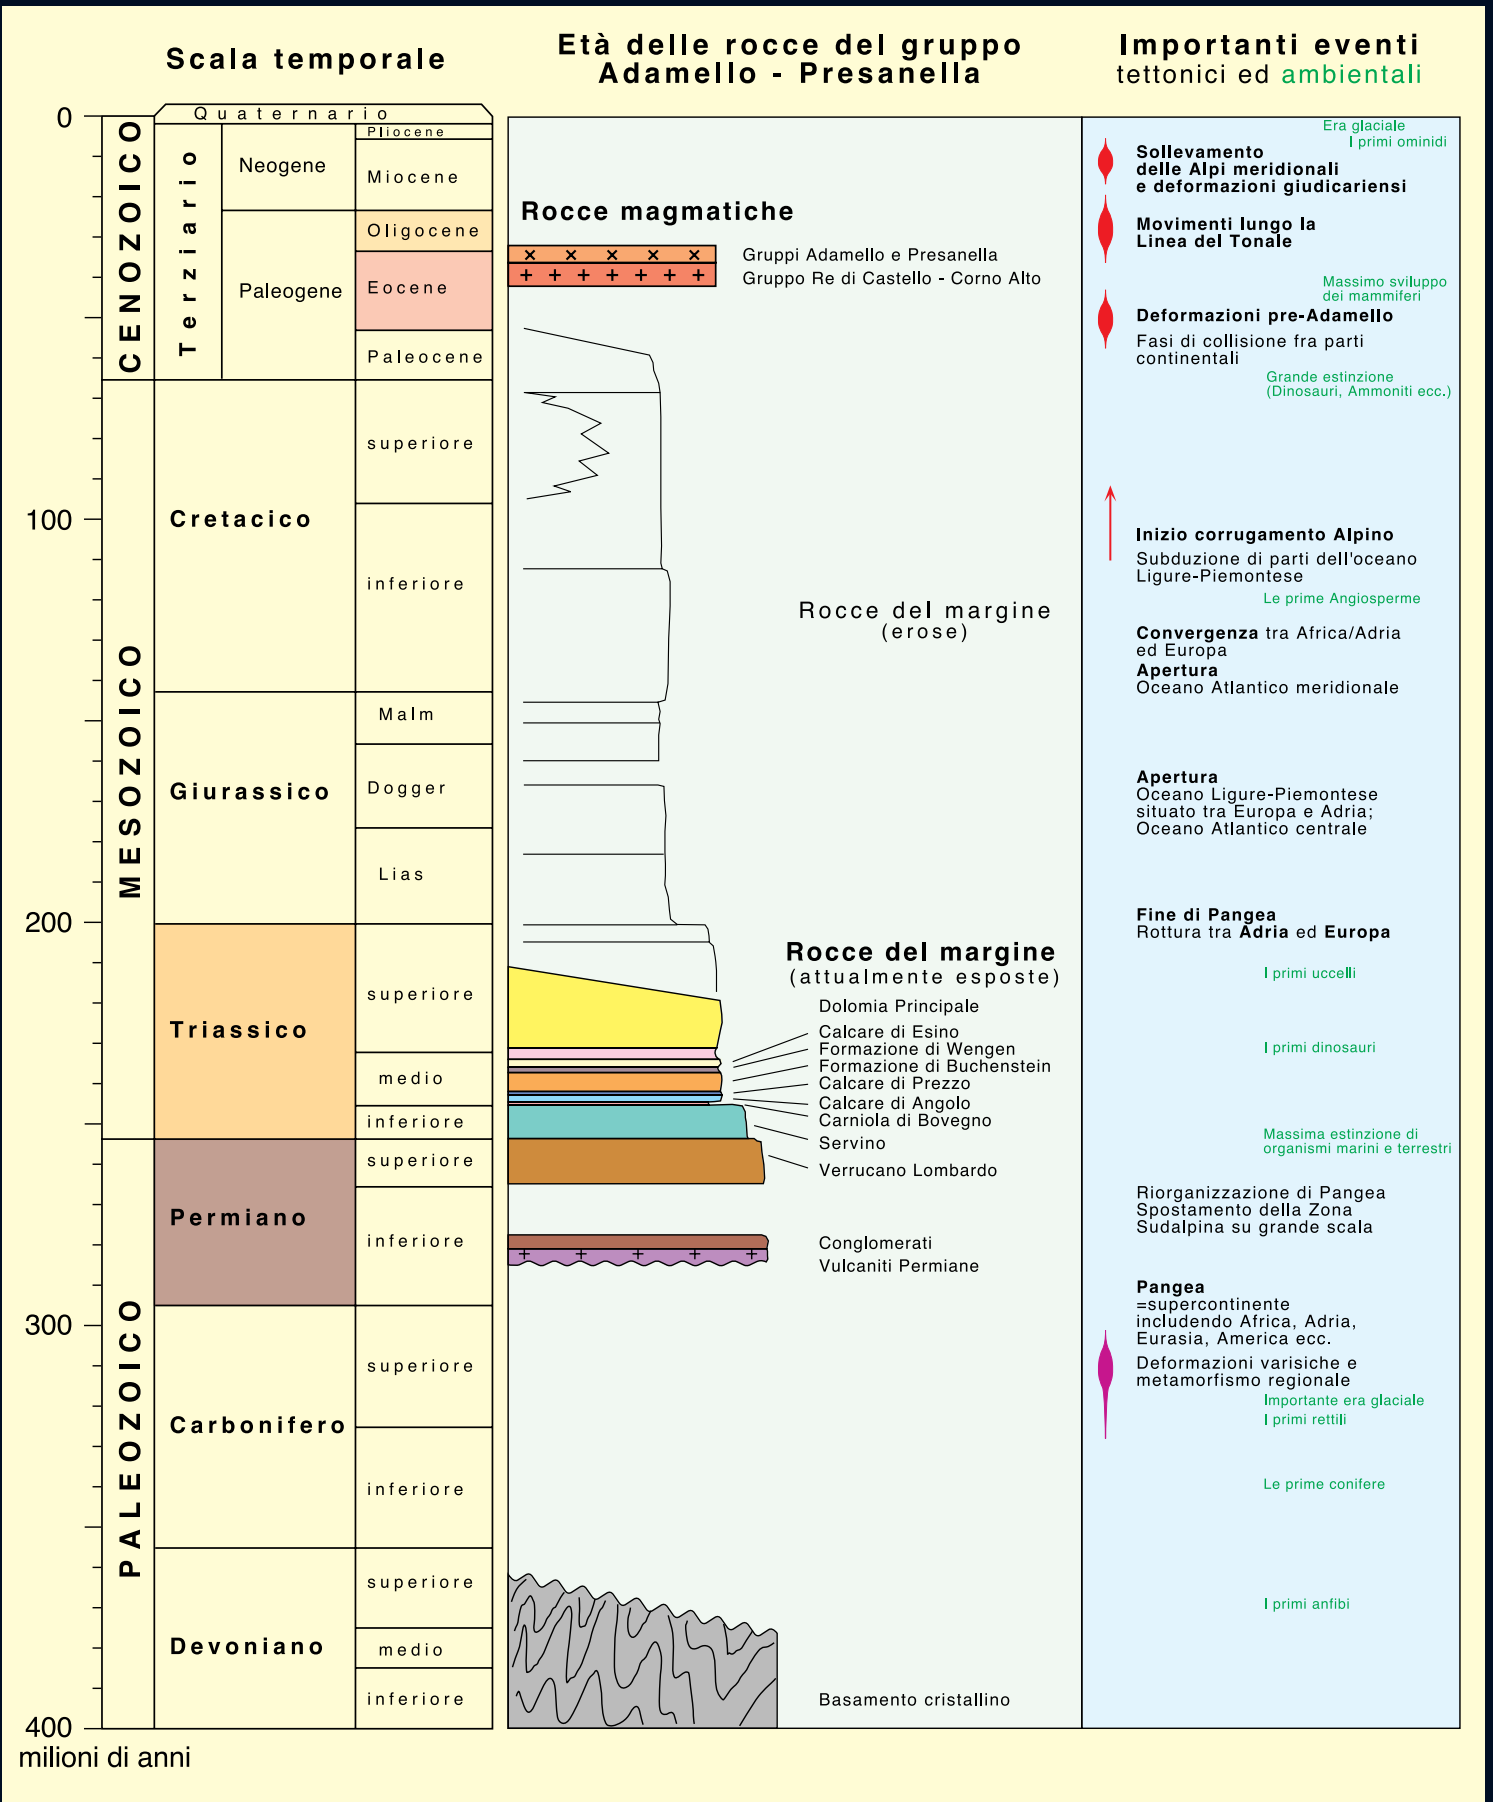 Scala temporale
Età delle rocce del gruppo
Adamello - Presanella
Importanti eventi
tettonici ed ambientali
0
100
200
300
400
milioni di anni
CENOZOICO
MESOZOICO
PALEOZOICO
Quaternario
Terziario
Neogene
Paleogene
Pliocene
Miocene
Oligocene
Eocene
Paleocene
Cretacico
superiore
inferiore
Giurassico
Malm
Dogger
Lias
Triassico
superiore
medio
inferiore
Permiano
superiore
inferiore
Carbonifero
superiore
inferiore
Devoniano
superiore
medio
inferiore
Rocce magmatiche
Gruppi Adamello e Presanella
Gruppo Re di Castello - Corno Alto
Rocce del margine
(erose)
Rocce del margine
(attualmente esposte)
Dolomia Principale
Calcare di Esino
Formazione di Wengen
Formazione di Buchenstein
Calcare di Prezzo
Calcare di Angolo
Carniola di Bovegno
Servino
Verrucano Lombardo
Conglomerati
Vulcaniti Permiane
Basamento cristallino
Era glaciale
I primi ominidi
Sollevamento
delle Alpi meridionali
e deformazioni giudicariensi
Movimenti lungo la
Linea del Tonale
Massimo sviluppo
dei mammiferi
Deformazioni pre-Adamello
Fasi di collisione fra parti
continentali
Grande estinzione
(Dinosauri, Ammoniti ecc.)
Inizio corrugamento Alpino
Subduzione di parti dell'oceano
Ligure-Piemontese
Le prime Angiosperme
Convergenza tra Africa/Adria
ed Europa
Apertura
Oceano Atlantico meridionale
Apertura
Oceano Ligure-Piemontese
situato tra Europa e Adria;
Oceano Atlantico centrale
Fine di Pangea
Rottura tra Adria ed Europa
I primi uccelli
I primi dinosauri
Massima estinzione di
organismi marini e terrestri
Riorganizzazione di Pangea
Spostamento della Zona
Sudalpina su grande scala
Pangea
=supercontinente
includendo Africa, Adria,
Eurasia, America ecc.
Deformazioni varisiche e
metamorfismo regionale
Importante era glaciale
I primi rettili
Le prime conifere
I primi anfibi